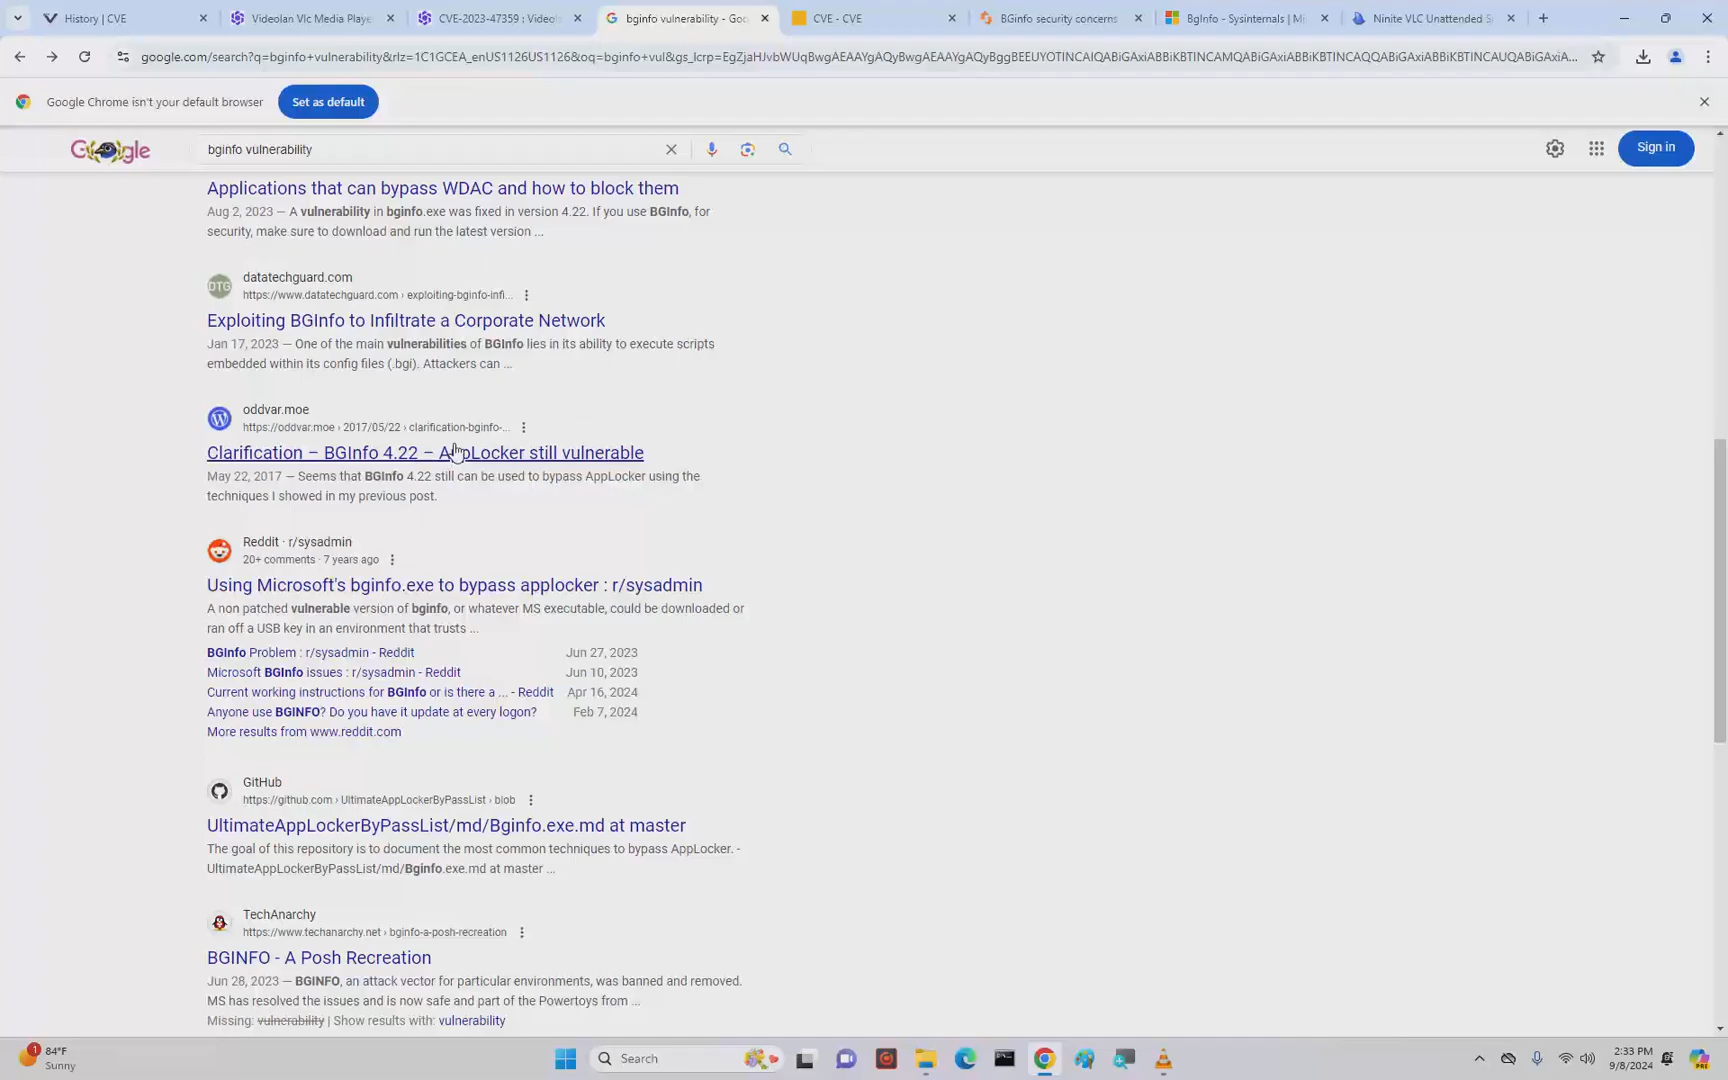 History | CVE
Videolan Vlc Media Playe
CVE-2023-47359 : Videol
bginfo vulnerability - Goo
CVE - CVE
BGinfo security concerns
BgInfo - Sysinternals | Mi
Ninite VLC Unattended S
Google Chrome isn't your default browser
Set as default
Google
bginfo vulnerability
Sign in
Applications that can bypass WDAC and how to block them
Aug 2, 2023 — A vulnerability in bginfo.exe was fixed in version 4.22. If you use BGInfo, for
security, make sure to download and run the latest version ...
DTG
datatechguard.com
https://www.datatechguard.com › exploiting-bginfo-infi...
Exploiting BGInfo to Infiltrate a Corporate Network
Jan 17, 2023 — One of the main vulnerabilities of BGInfo lies in its ability to execute scripts
embedded within its config files (.bgi). Attackers can ...
oddvar.moe
https://oddvar.moe › 2017/05/22 › clarification-bginfo-...
Clarification – BGInfo 4.22 – AppLocker still vulnerable
May 22, 2017 — Seems that BGInfo 4.22 still can be used to bypass AppLocker using the
techniques I showed in my previous post.
Reddit · r/sysadmin
20+ comments · 7 years ago
Using Microsoft's bginfo.exe to bypass applocker : r/sysadmin
A non patched vulnerable version of bginfo, or whatever MS executable, could be downloaded or
ran off a USB key in an environment that trusts ...
BGInfo Problem : r/sysadmin - Reddit Jun 27, 2023
Microsoft BGInfo issues : r/sysadmin - Reddit Jun 10, 2023
Current working instructions for BGInfo or is there a ... - Reddit Apr 16, 2024
Anyone use BGINFO? Do you have it update at every logon? Feb 7, 2024
More results from www.reddit.com
GitHub
https://github.com › UltimateAppLockerByPassList › blob
UltimateAppLockerByPassList/md/Bginfo.exe.md at master
The goal of this repository is to document the most common techniques to bypass AppLocker. -
UltimateAppLockerByPassList/md/Bginfo.exe.md at master ...
TechAnarchy
https://www.techanarchy.net › bginfo-a-posh-recreation
BGINFO - A Posh Recreation
Jun 28, 2023 — BGINFO, an attack vector for particular environments, was banned and removed.
MS has resolved the issues and is now safe and part of the Powertoys from ...
Missing: vulnerability | Show results with: vulnerability
1
84°F
Sunny
Search
2:33 PM
9/8/2024